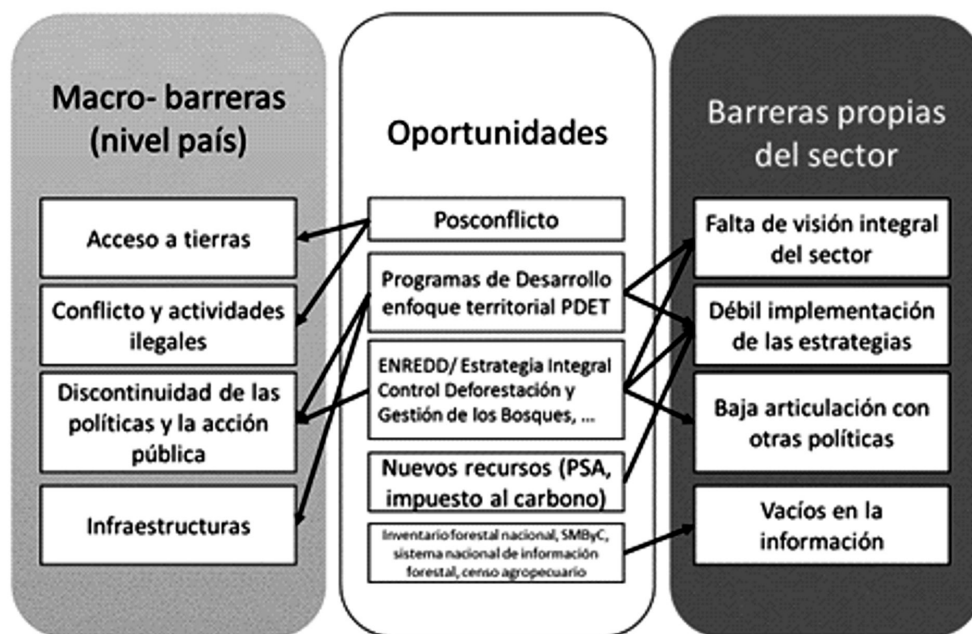 Macro- barreras
(nivel país)
Acceso a tierras
Conflicto y actividades
ilegales
Discontinuidad de las
políticas y la acción
pública
Infraestructuras
Oportunidades
Posconflicto
Programas de Desarrollo
enfoque territorial PDET
ENREDD/ Estrategia Integral
Control Deforestación y
Gestión de los Bosques, ...
Nuevos recursos (PSA,
impuesto al carbono)
Inventario forestal nacional, SMByC,
sistema nacional de información
forestal, censo agropecuario
Barreras propias
del sector
Falta de visión integral
del sector
Débil implementación
de las estrategias
Baja articulación con
otras políticas
Vacíos en la
información